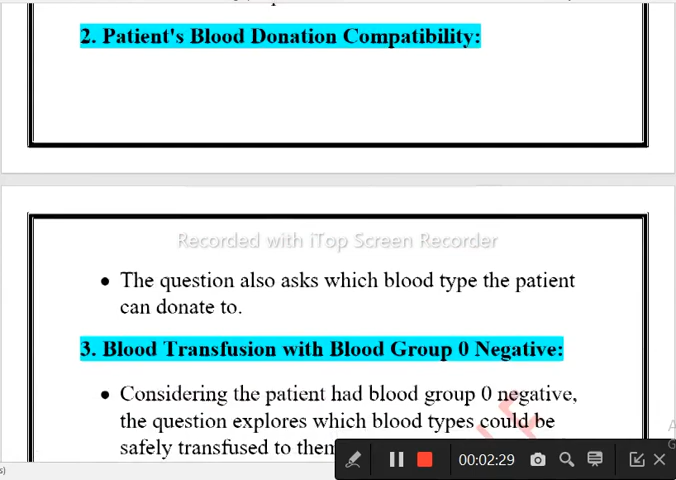 2. Patient's Blood Donation Compatibility:
Recorded with iTop Screen Recorder
• The question also asks which blood type the patient
can donate to.
3. Blood Transfusion with Blood Group 0 Negative:
• Considering the patient had blood group 0 negative,
the question explores which blood types could be
safely transfused to them
00:02:29
s)